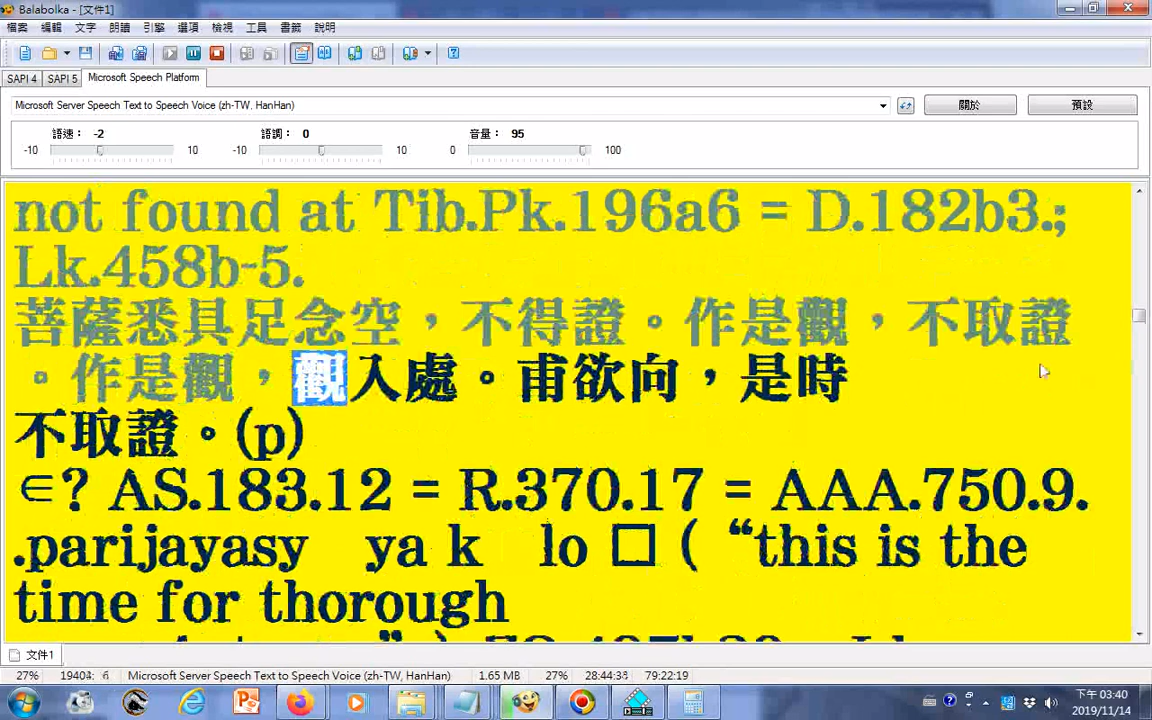 Balabolka - [文件1]
檔案 編輯 文字 朗讀 引擎 選項 檢視 工具 書籤 說明
SAPI 4 SAPI 5 Microsoft Speech Platform
Microsoft Server Speech Text to Speech Voice (zh-TW, HanHan) 關於 預設
語速： -2 語調： 0 音量： 95
-10 10 -10 10 0 100
not found at Tib.Pk.196a6 = D.182b3.;
Lk.458b-5.
菩薩悉具足念空，不得證。作是觀，不取證
。作是觀，觀入處。甫欲向，是時
不取證。(p)
∈? AS.183.12 = R.370.17 = AAA.750.9.
.parijayasy ya k lo □ ( “this is the
time for thorough
文件1
27% Microsoft Server Speech Text to Speech Voice (zh-TW, HanHan) 1.65 MB 27% 79:22:19
下午 03:40
2019/11/14